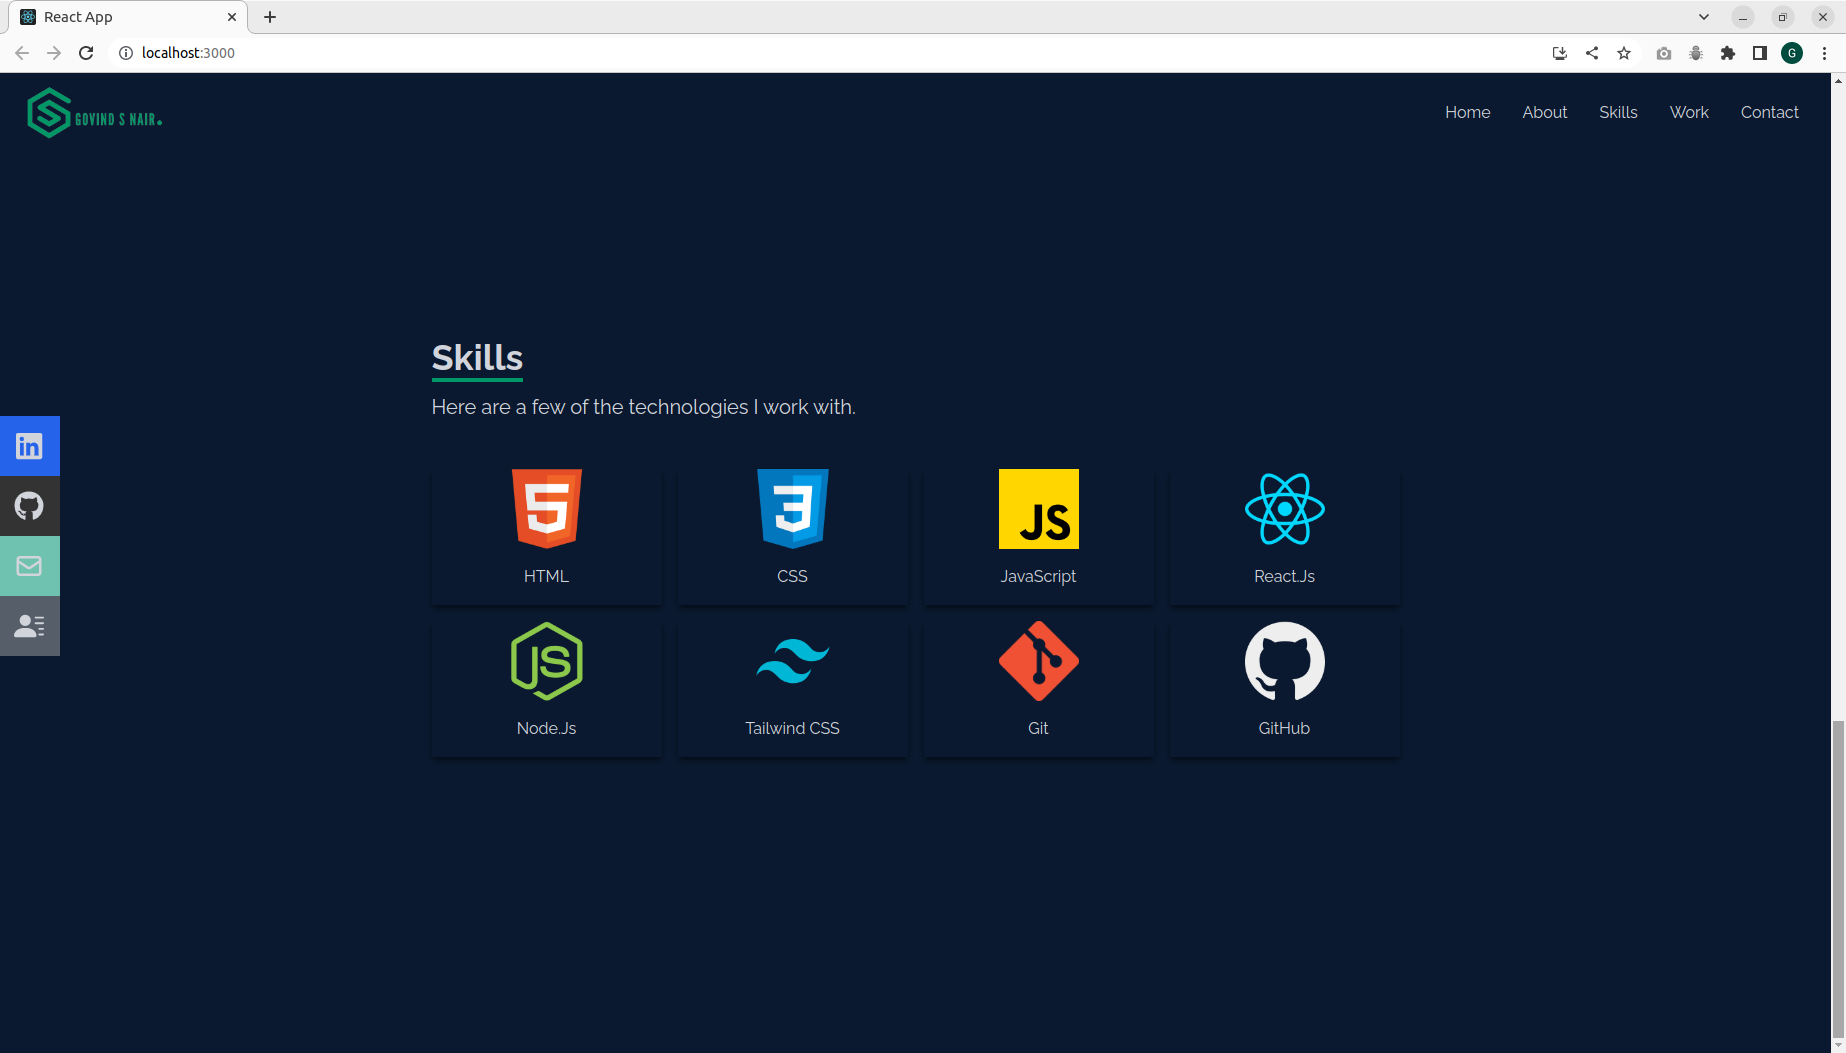 React App
localhost:3000
G
GOVIND S NAIR.
Home About Skills Work Contact
Skills
Here are a few of the technologies I work with.
in
5 3 JS
HTML CSS JavaScript React.Js
JS
Node.Js Tailwind CSS Git GitHub